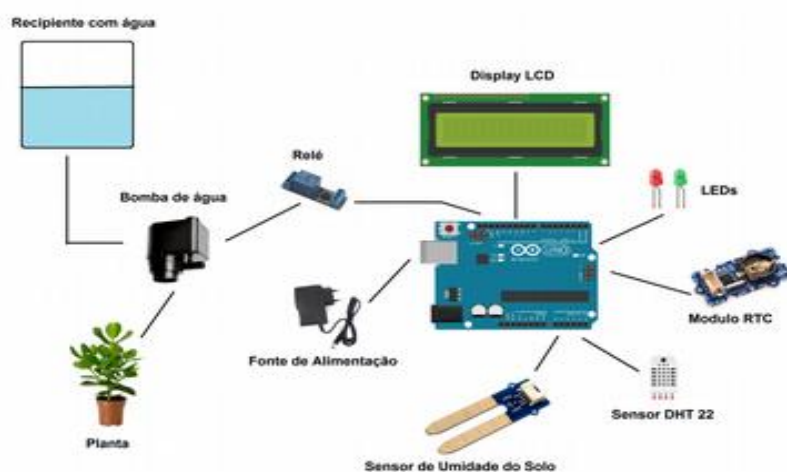 Recipiente com água
Display LCD
Relé
LEDs
Bomba de água
Modulo RTC
Fonte de Alimentação
Sensor DHT 22
Planta
Sensor de Umidade do Solo